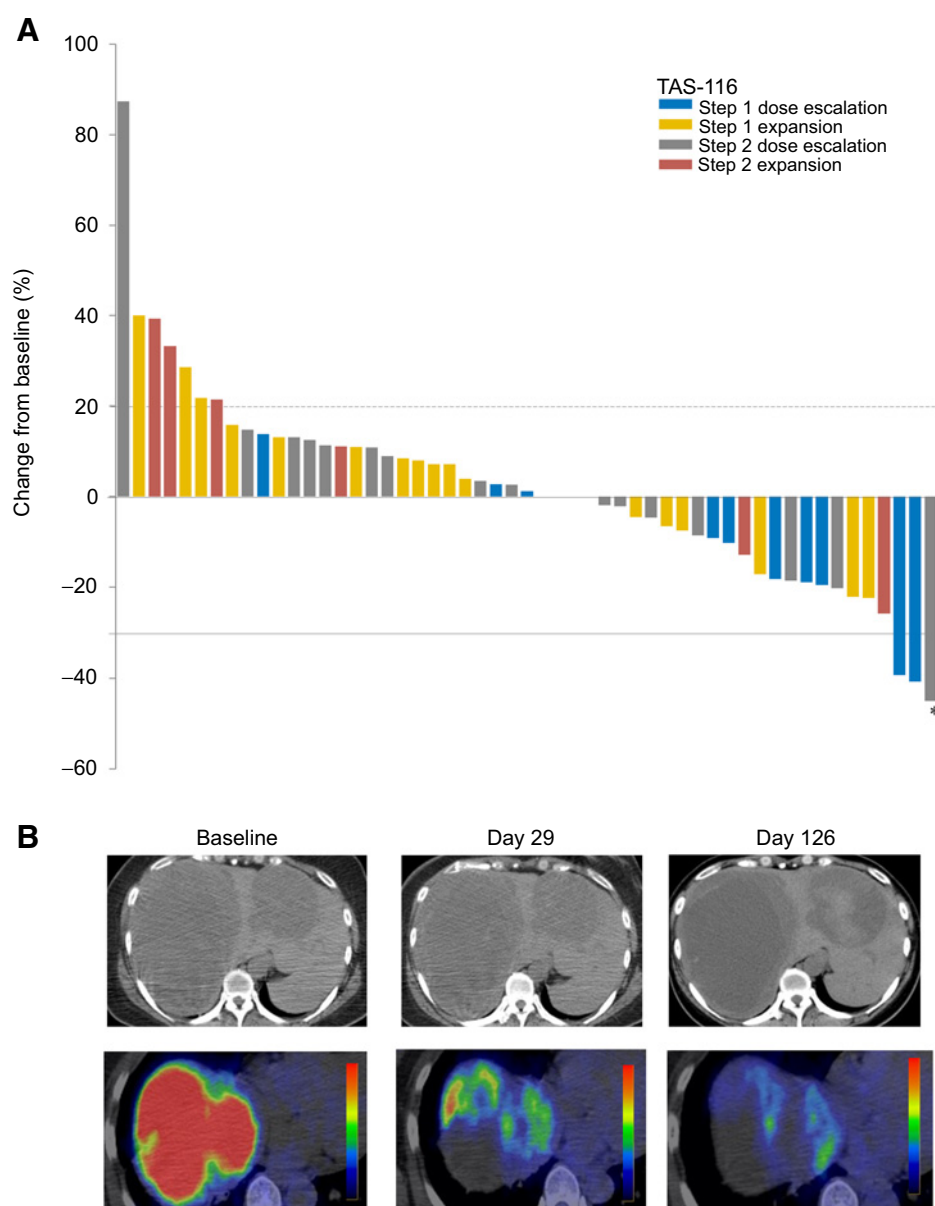 A
100
80
60
40
20
0
–20
–40
–60
Change from baseline (%)
TAS-116
Step 1 dose escalation
Step 1 expansion
Step 2 dose escalation
Step 2 expansion
*
B
Baseline
Day 29
Day 126